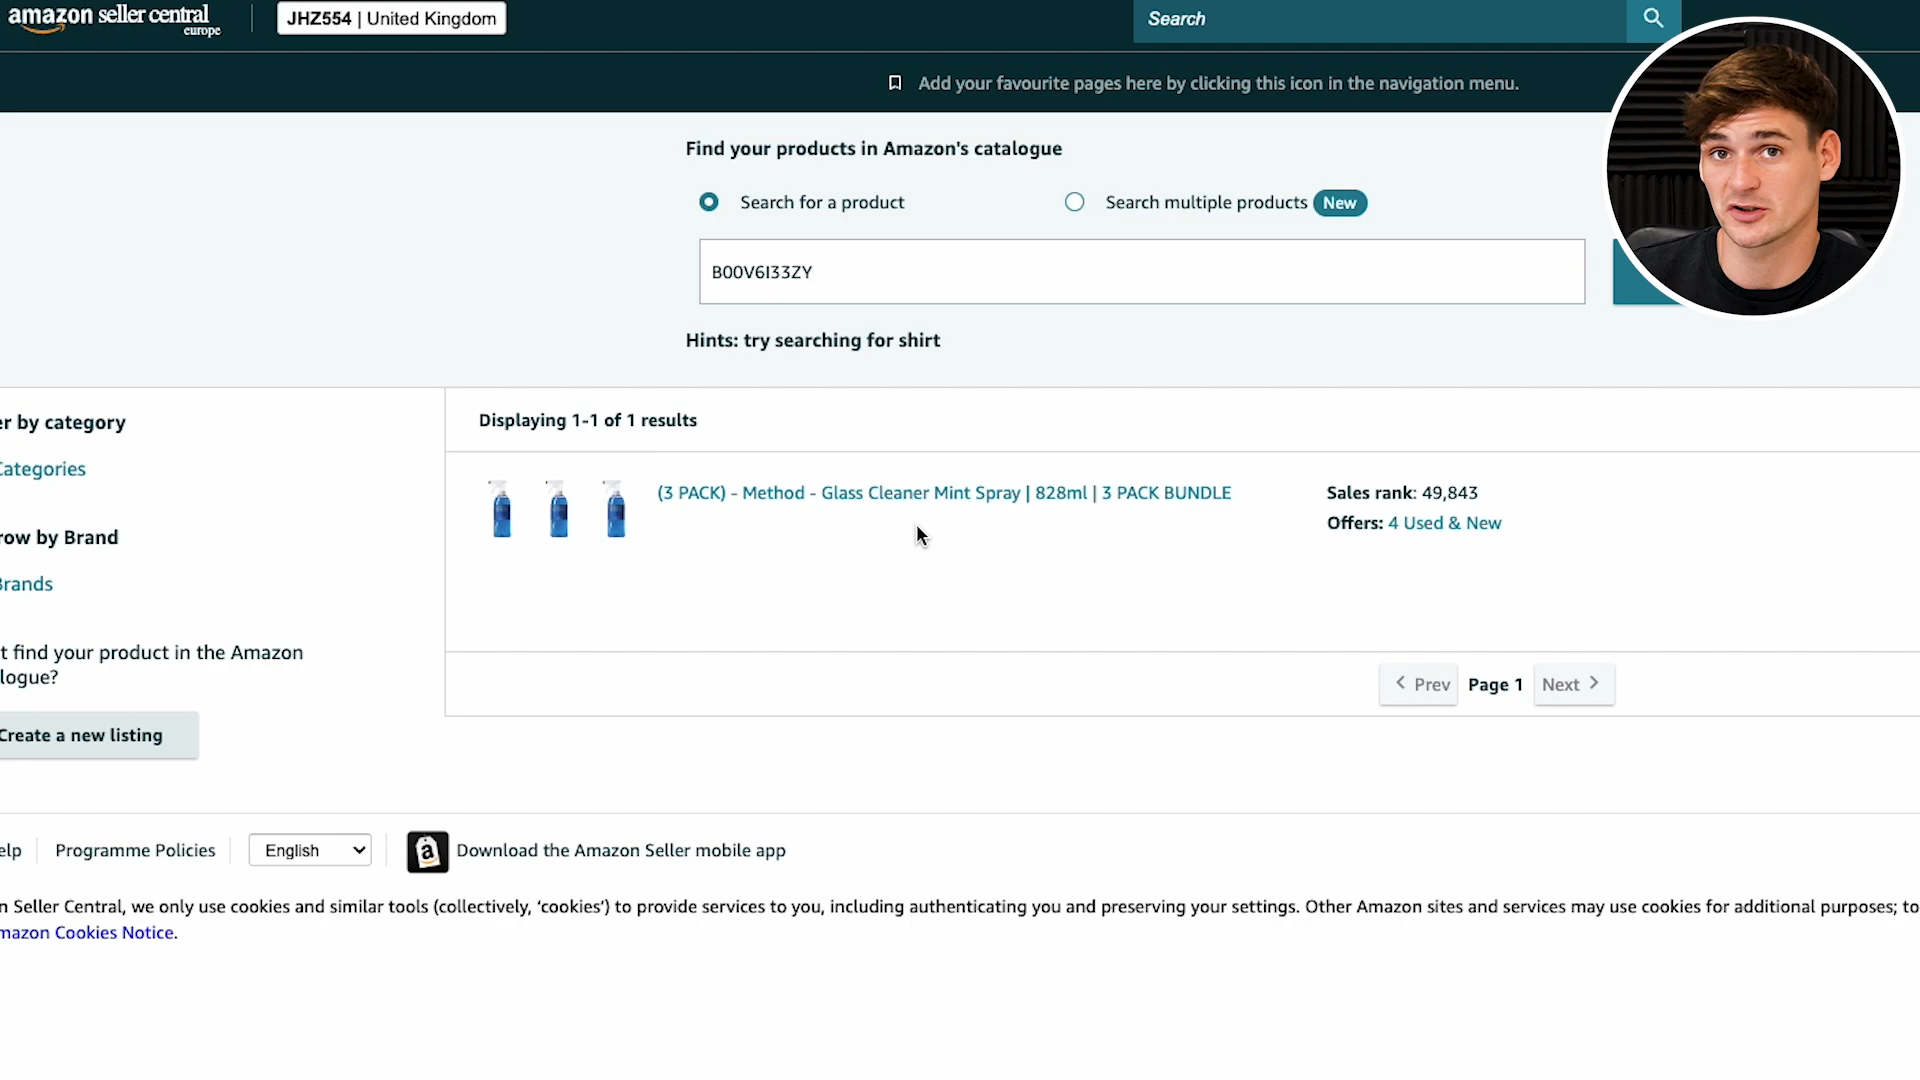 amazon seller central
europe
JHZ554 | United Kingdom
Search
Add your favourite pages here by clicking this icon in the navigation menu.
Find your products in Amazon's catalogue
Search for a product
Search multiple products New
B00V6I33ZY
Hints: try searching for shirt
er by category
Categories
row by Brand
Brands
t find your product in the Amazon
logue?
Create a new listing
Displaying 1-1 of 1 results
(3 PACK) - Method - Glass Cleaner Mint Spray | 828ml | 3 PACK BUNDLE
Sales rank: 49,843
Offers: 4 Used & New
Prev Page 1 Next
elp
Programme Policies
English
Download the Amazon Seller mobile app
n Seller Central, we only use cookies and similar tools (collectively, ‘cookies’) to provide services to you, including authenticating you and preserving your settings. Other Amazon sites and services may use cookies for additional purposes; to
mazon Cookies Notice.